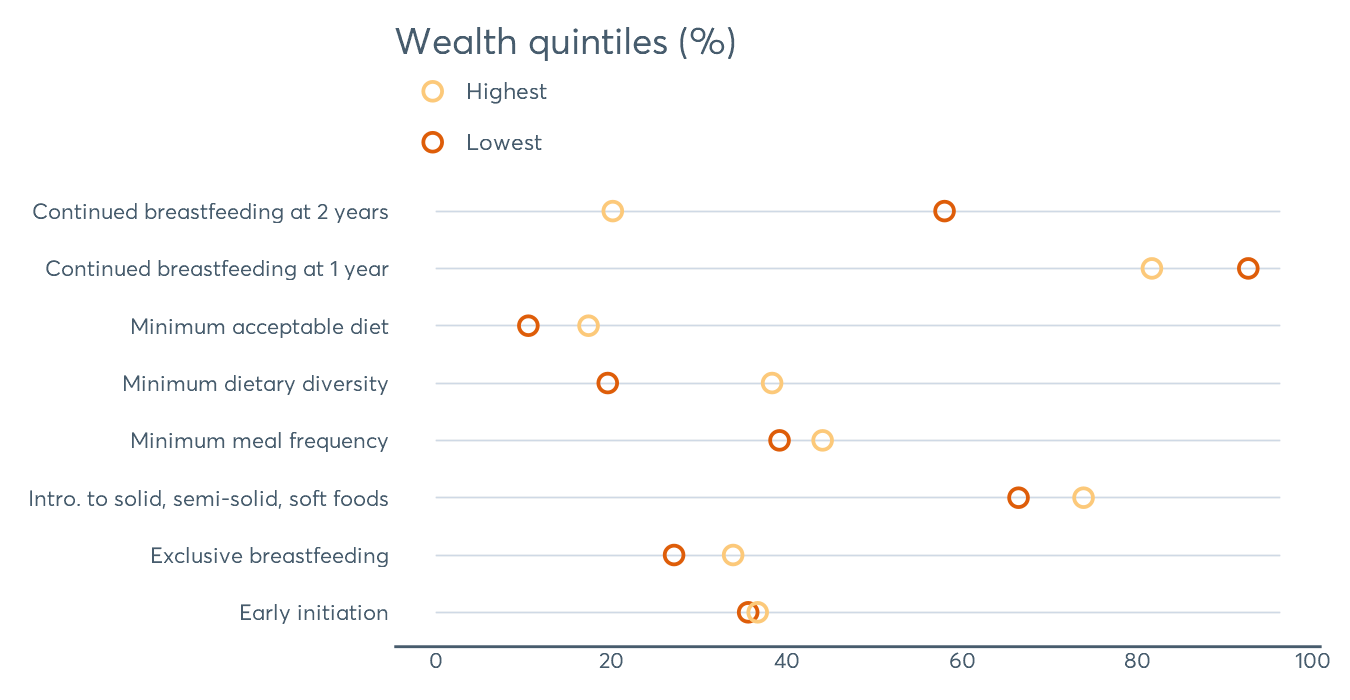 Wealth quintiles (%)
Highest
Lowest
Continued breastfeeding at 2 years
Continued breastfeeding at 1 year
Minimum acceptable diet
Minimum dietary diversity
Minimum meal frequency
Intro. to solid, semi-solid, soft foods
Exclusive breastfeeding
Early initiation
0 20 40 60 80 100